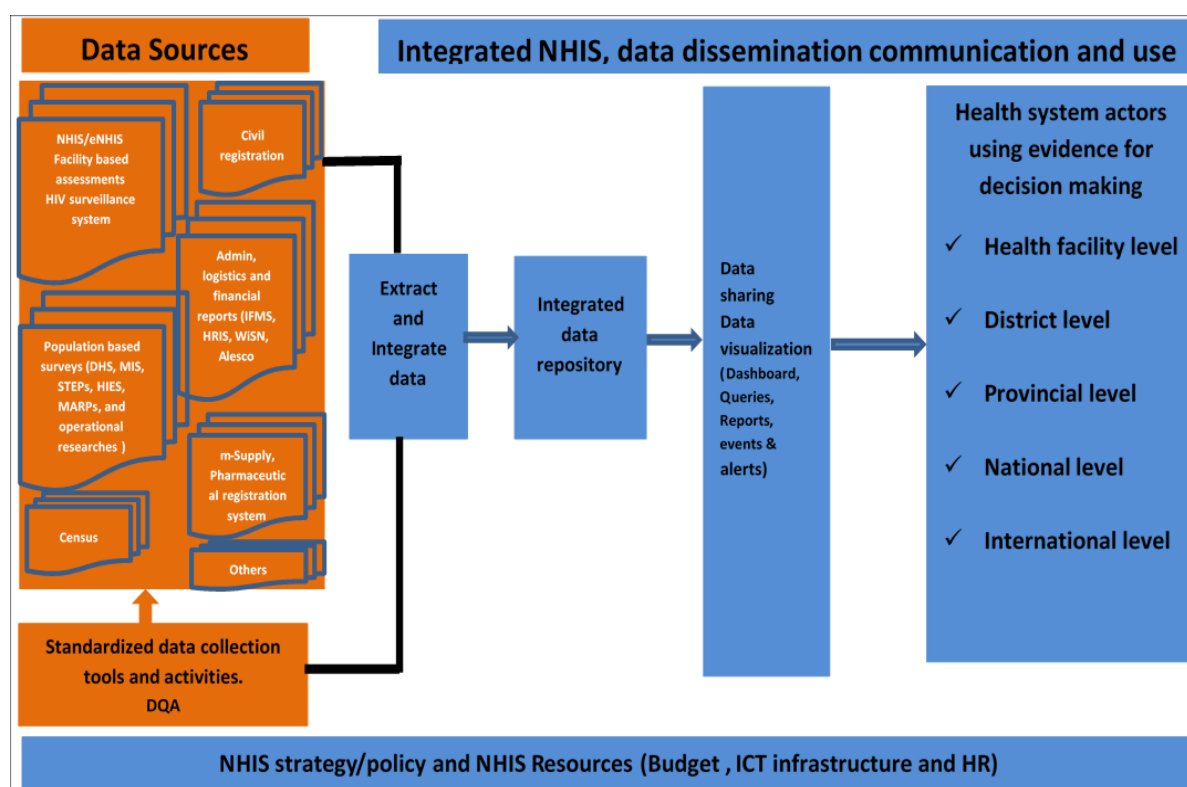 Data Sources
Integrated NHIS, data dissemination communication and use
NHIS/eNHIS
Facility based
assessments
HIV surveillance
system
Civil
registration
Admin,
logistics and
financial
reports (IFMS,
HRIS, WiSN,
Alesco
Population based
surveys (DHS, MIS,
STEPs, HIES,
MARPs, and
operational
researches )
m-Supply,
Pharmaceutic
al registration
system
Census
Others
Standardized data collection
tools and activities.
DQA
Extract
and
Integrate
data
Integrated
data
repository
Data
sharing
Data
visualization
(Dashboard,
Queries,
Reports,
events &
alerts)
Health system actors
using evidence for
decision making
✓ Health facility level
✓ District level
✓ Provincial level
✓ National level
✓ International level
NHIS strategy/policy and NHIS Resources (Budget , ICT infrastructure and HR)